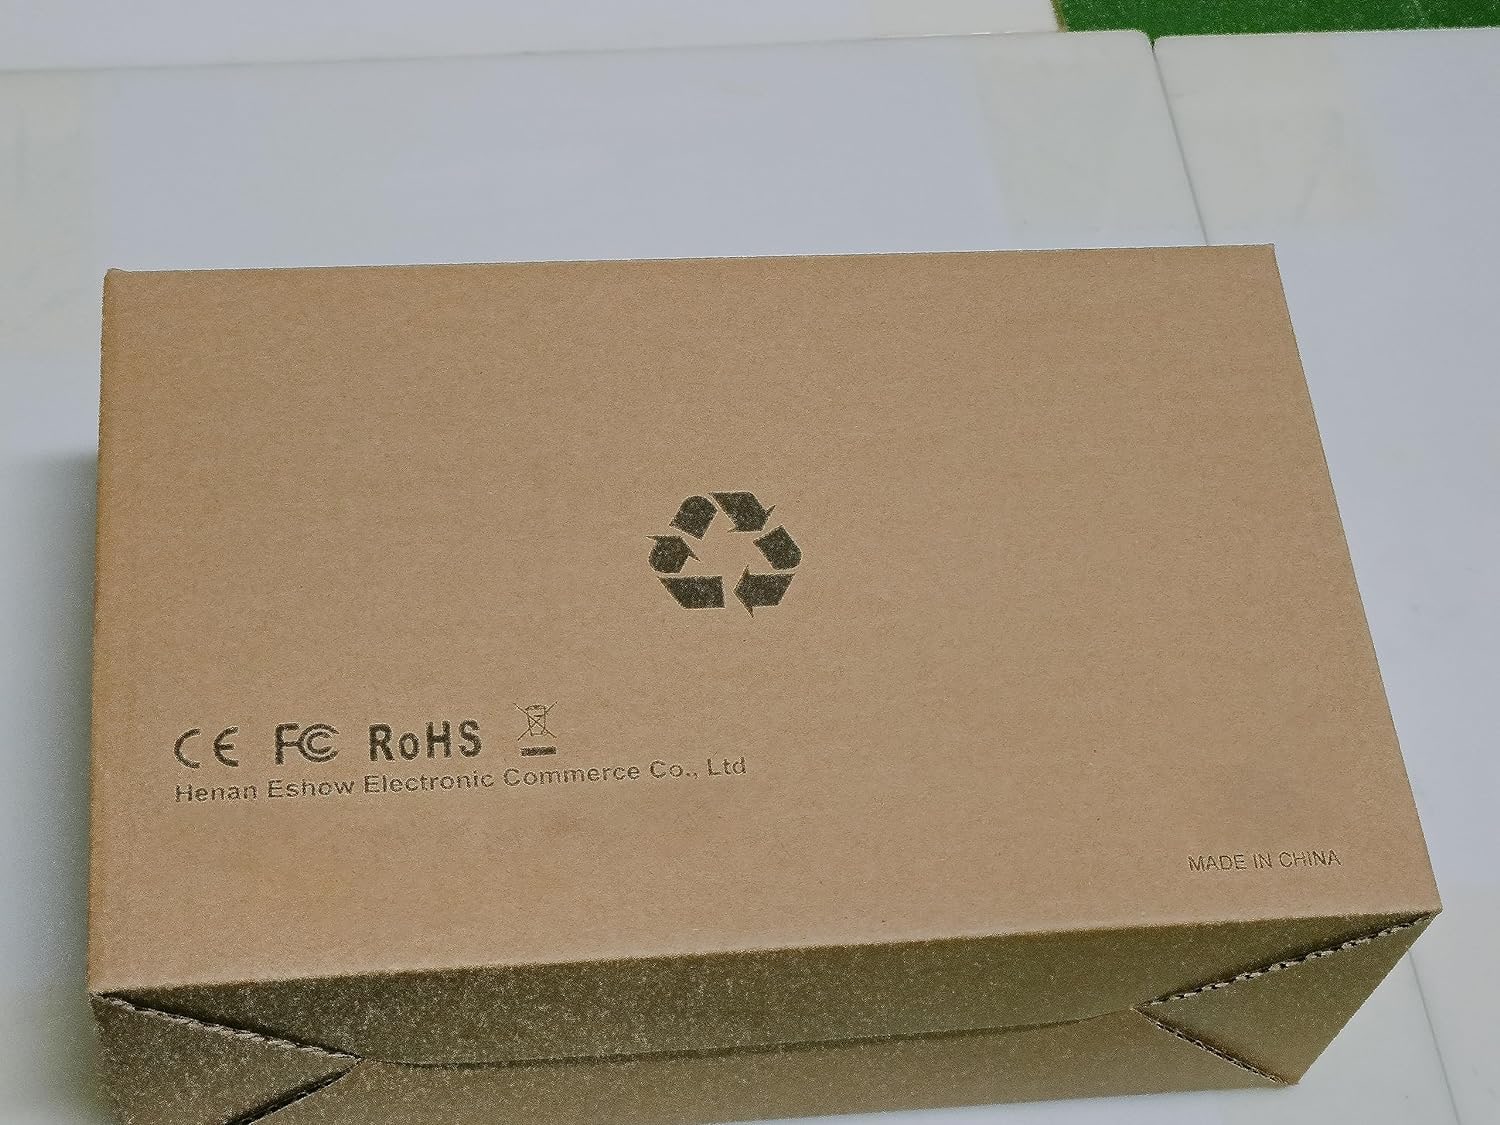 CE FC RoHS
Henan Eshow Electronic Commerce Co., Ltd
MADE IN CHINA